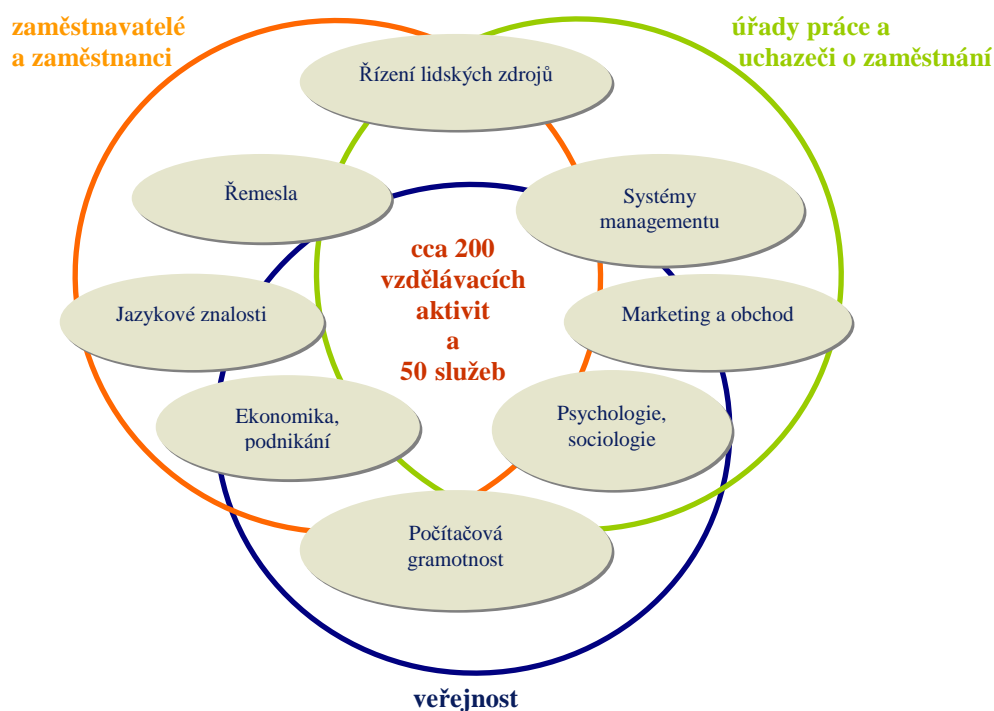 zaměstnavatelé
a zaměstnanci
úřady práce a
uchazeči o zaměstnání
Řízení lidských zdrojů
Řemesla
Systémy
managementu
cca 200
vzdělávacích
aktivit
a
50 služeb
Jazykové znalosti
Marketing a obchod
Ekonomika,
podnikání
Psychologie,
sociologie
Počítačová
gramotnost
veřejnost